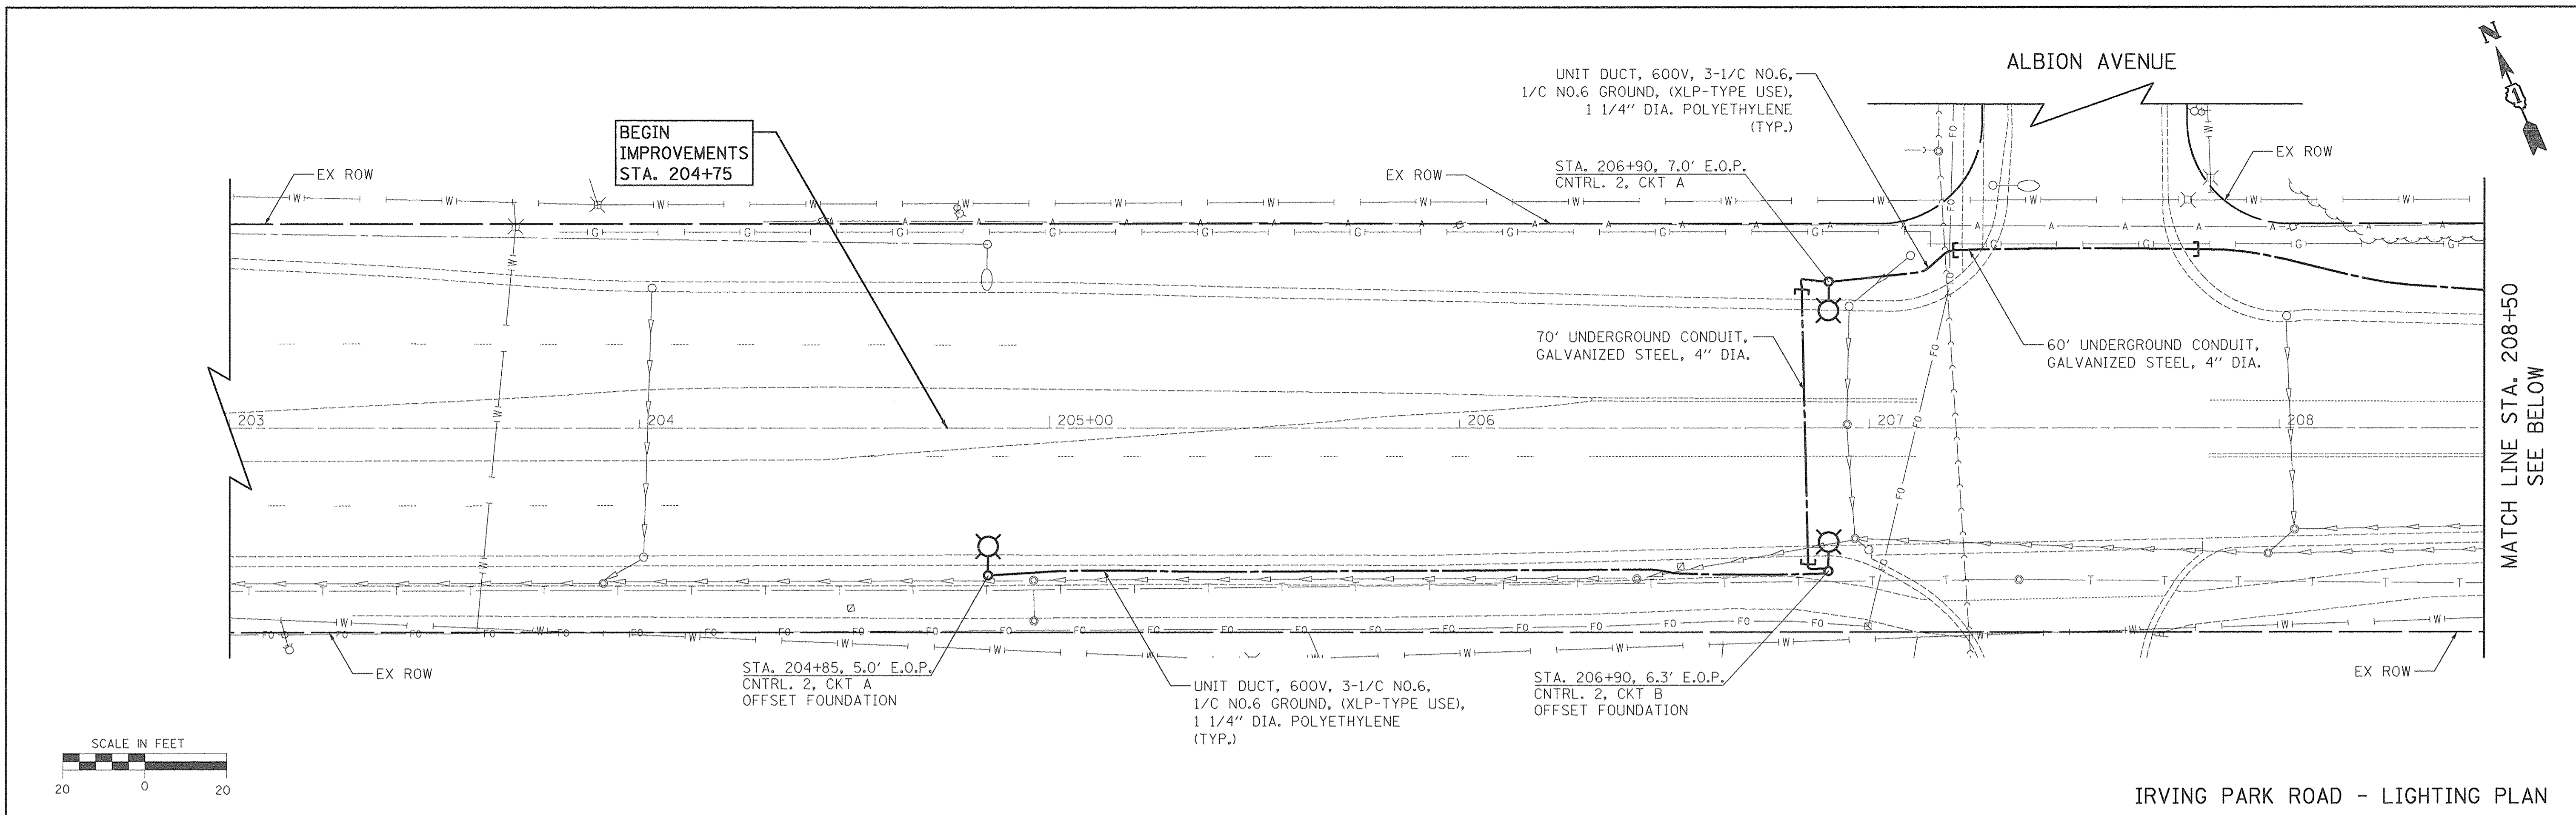 ALBION AVENUE
N
1
UNIT DUCT, 600V, 3-1/C NO.6,
1/C NO.6 GROUND, (XLP-TYPE USE),
1 1/4" DIA. POLYETHYLENE
(TYP.)
BEGIN
IMPROVEMENTS
STA. 204+75
EX ROW
EX ROW
EX ROW
STA. 206+90, 7.0' E.O.P.
CNTRL. 2, CKT A
70' UNDERGROUND CONDUIT,
GALVANIZED STEEL, 4" DIA.
60' UNDERGROUND CONDUIT,
GALVANIZED STEEL, 4" DIA.
203
204
205+00
206
207
208
MATCH LINE STA. 208+50
SEE BELOW
EX ROW
STA. 204+85, 5.0' E.O.P.
CNTRL. 2, CKT A
OFFSET FOUNDATION
UNIT DUCT, 600V, 3-1/C NO.6,
1/C NO.6 GROUND, (XLP-TYPE USE),
1 1/4" DIA. POLYETHYLENE
(TYP.)
STA. 206+90, 6.3' E.O.P.
CNTRL. 2, CKT B
OFFSET FOUNDATION
EX ROW
SCALE IN FEET
20 0 20
IRVING PARK ROAD - LIGHTING PLAN